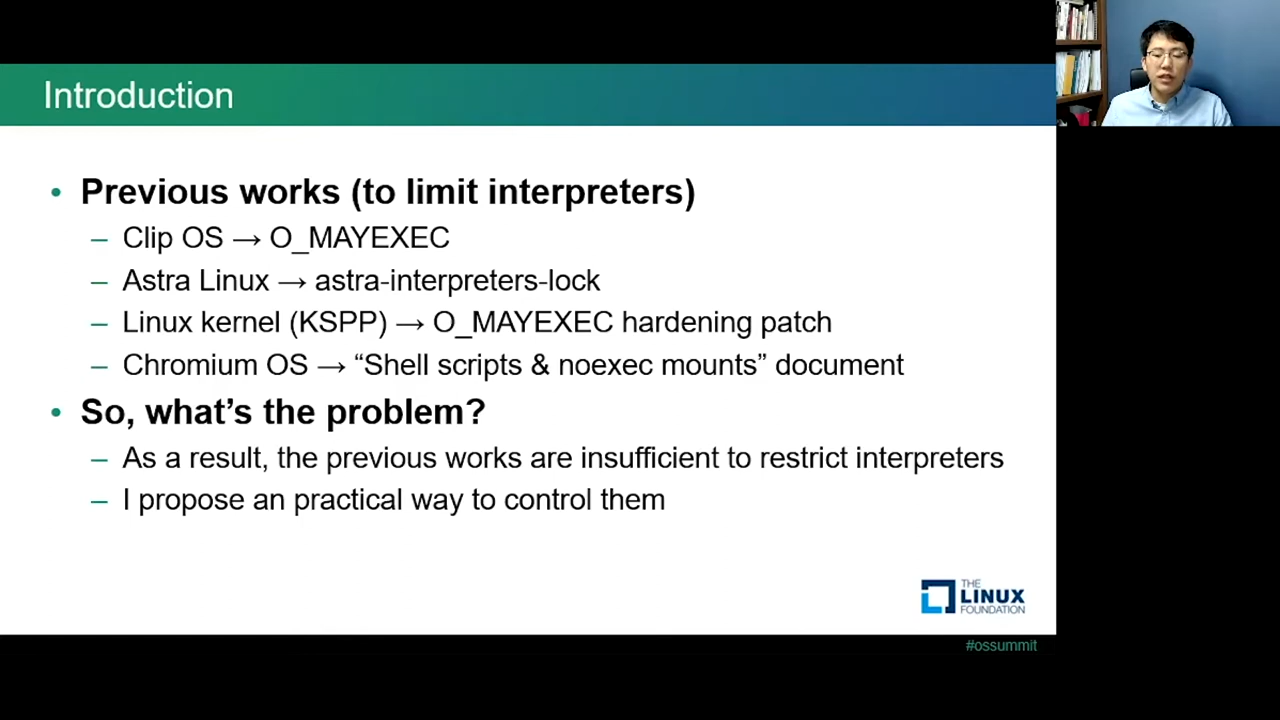 Introduction
• Previous works (to limit interpreters)
– Clip OS → O_MAYEXEC
– Astra Linux → astra-interpreters-lock
– Linux kernel (KSPP) → O_MAYEXEC hardening patch
– Chromium OS → “Shell scripts & noexec mounts” document
• So, what’s the problem?
– As a result, the previous works are insufficient to restrict interpreters
– I propose an practical way to control them
THE
LINUX
FOUNDATION
#ossummit